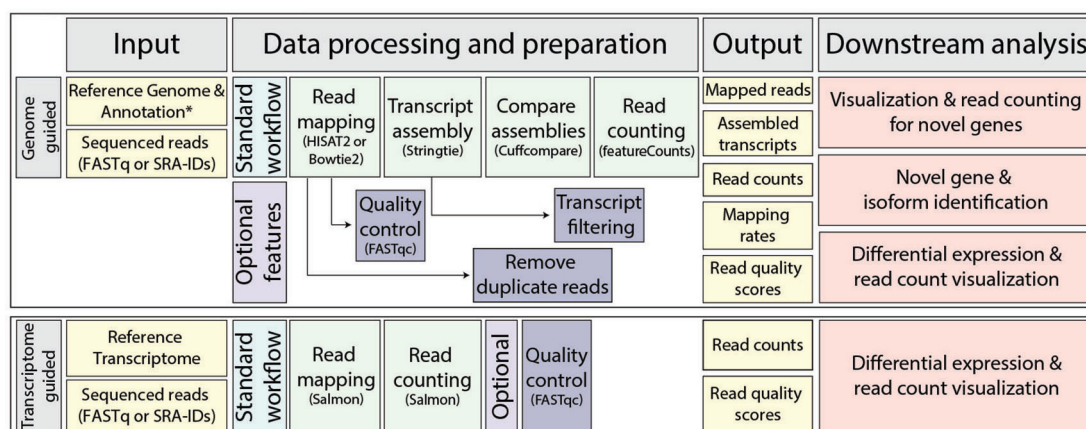 Input
Data processing and preparation
Output
Downstream analysis
Genome
guided
Reference Genome &
Annotation*
Sequenced reads
(FASTq or SRA-IDs)
Standard
workflow
Read
mapping
(HISAT2 or
Bowtie2)
Transcript
assembly
(Stringtie)
Compare
assemblies
(Cuffcompare)
Read
counting
(featureCounts)
Optional
features
Quality
control
(FASTqc)
Transcript
filtering
Remove
duplicate reads
Mapped reads
Assembled
transcripts
Read counts
Mapping
rates
Read quality
scores
Visualization & read counting
for novel genes
Novel gene &
isoform identification
Differential expression &
read count visualization
Transcriptome
guided
Reference
Transcriptome
Sequenced reads
(FASTq or SRA-IDs)
Standard
workflow
Read
mapping
(Salmon)
Read
counting
(Salmon)
Optional
Quality
control
(FASTqc)
Read counts
Read quality
scores
Differential expression &
read count visualization